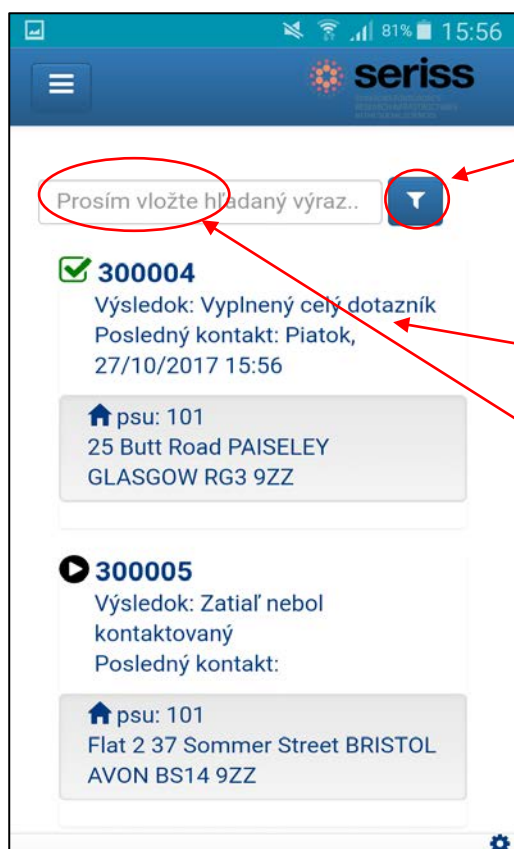 81% 15:56
seriss
Prosím vložte hľadaný výraz..
300004
Výsledok: Vyplnený celý dotazník
Posledný kontakt: Piatok,
27/10/2017 15:56
psu: 101
25 Butt Road PAISELEY
GLASGOW RG3 9ZZ
300005
Výsledok: Zatiaľ nebol
kontaktovaný
Posledný kontakt:
psu: 101
Flat 2 37 Sommer Street BRISTOL
AVON BS14 9ZZ